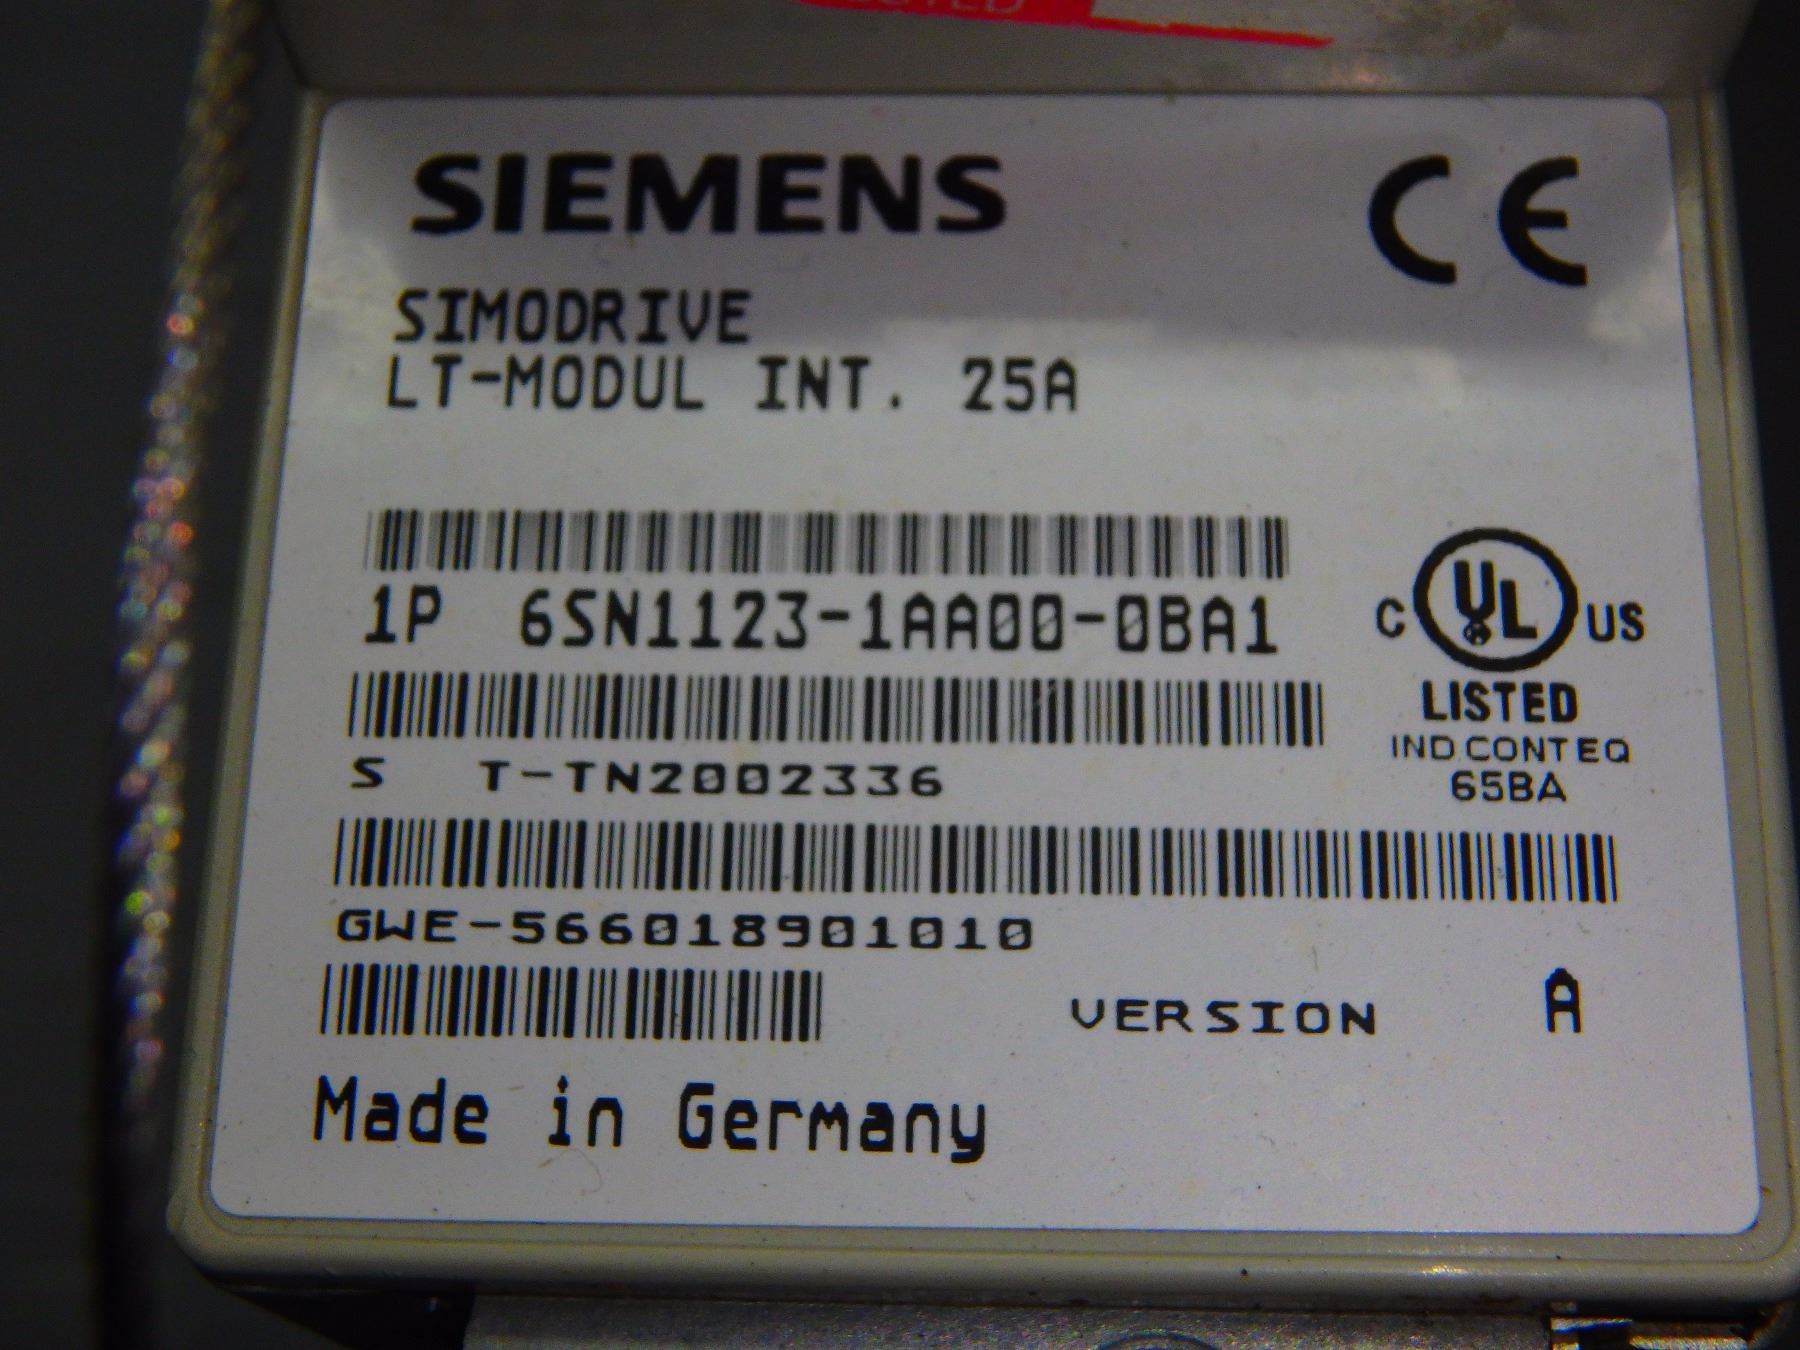 SIEMENS
CE
SIMODRIVE
LT-MODUL INT. 25A
1P 6SN1123-1AA00-0BA1
C UL US
LISTED
IND.CONT.EQ
65BA
S T-TN2002336
GWE-566018901010
VERSION A
Made in Germany